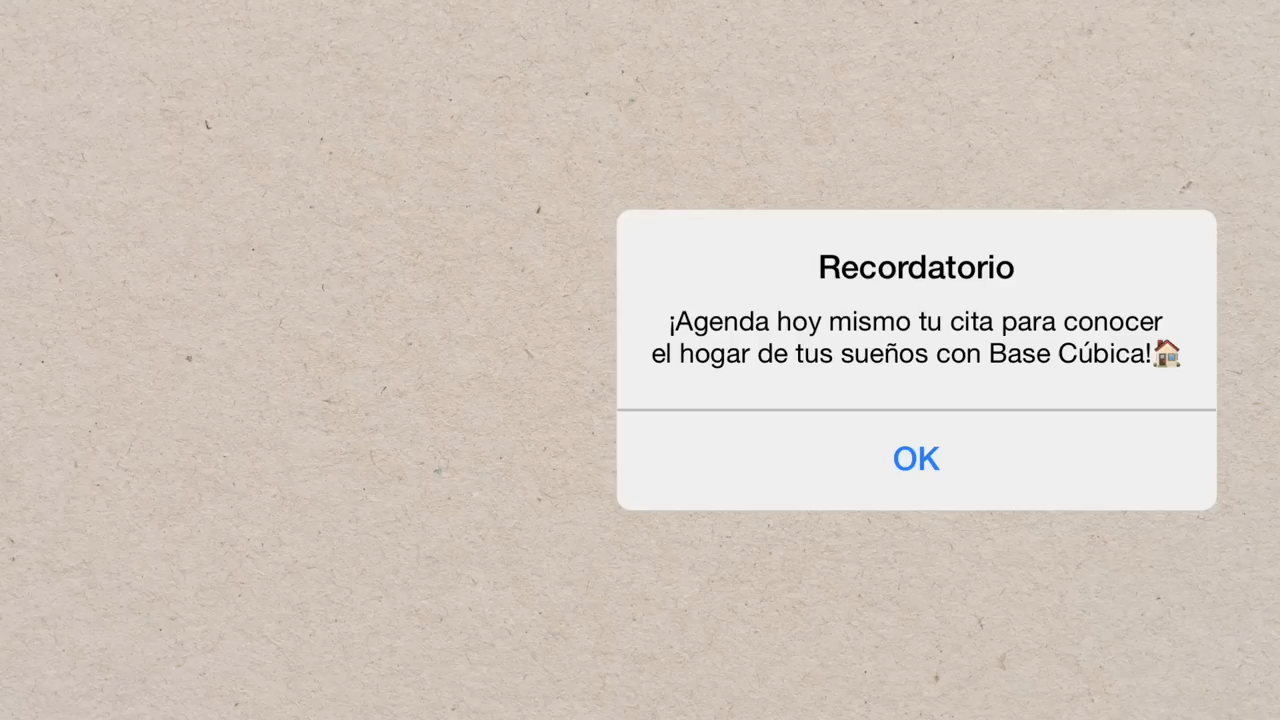 Recordatorio
¡Agenda hoy mismo tu cita para conocer
el hogar de tus sueños con Base Cúbica!🏠
OK